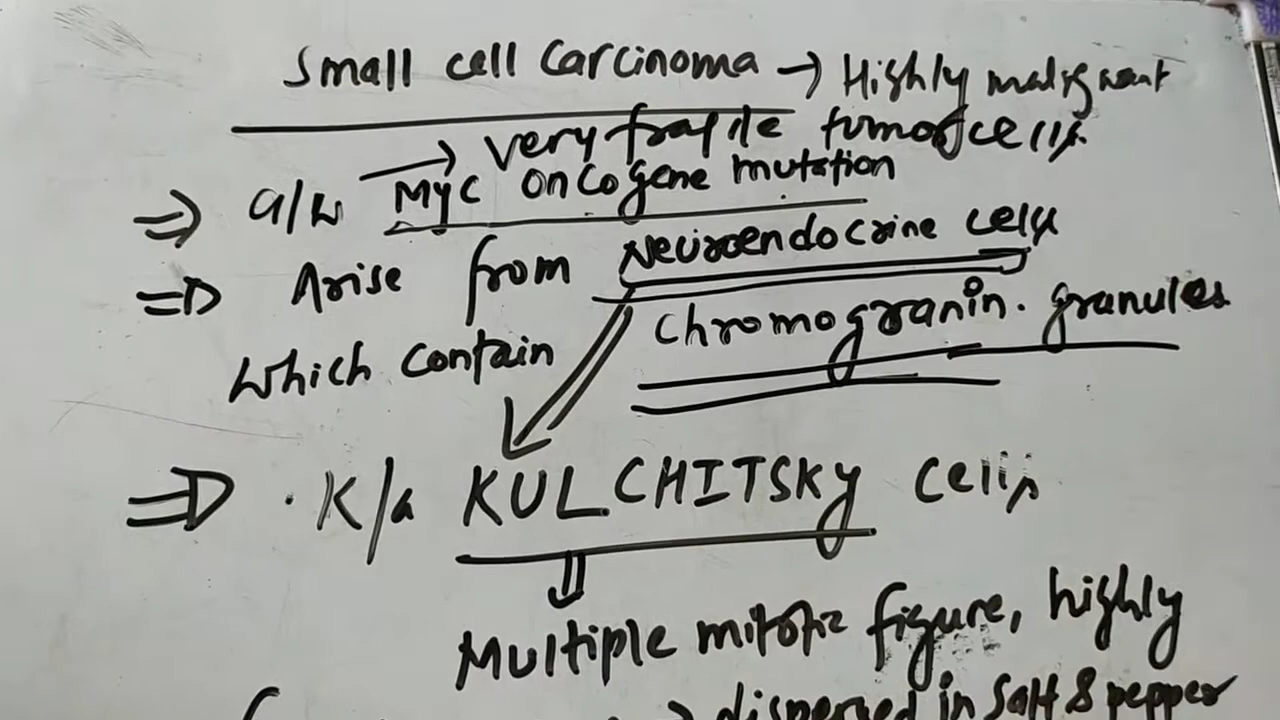 Small cell Carcinoma → Highly malignant
→ very fragile tumor cells
⇒ a/w Myc oncogene mutation
⇒ Arise from Neuroendocrine cells
which contain chromogranin. granules
⇒ . K/a KULCHITSKY cells
⇓
Multiple mitotic figure, highly
→ dispersed in Salt & pepper